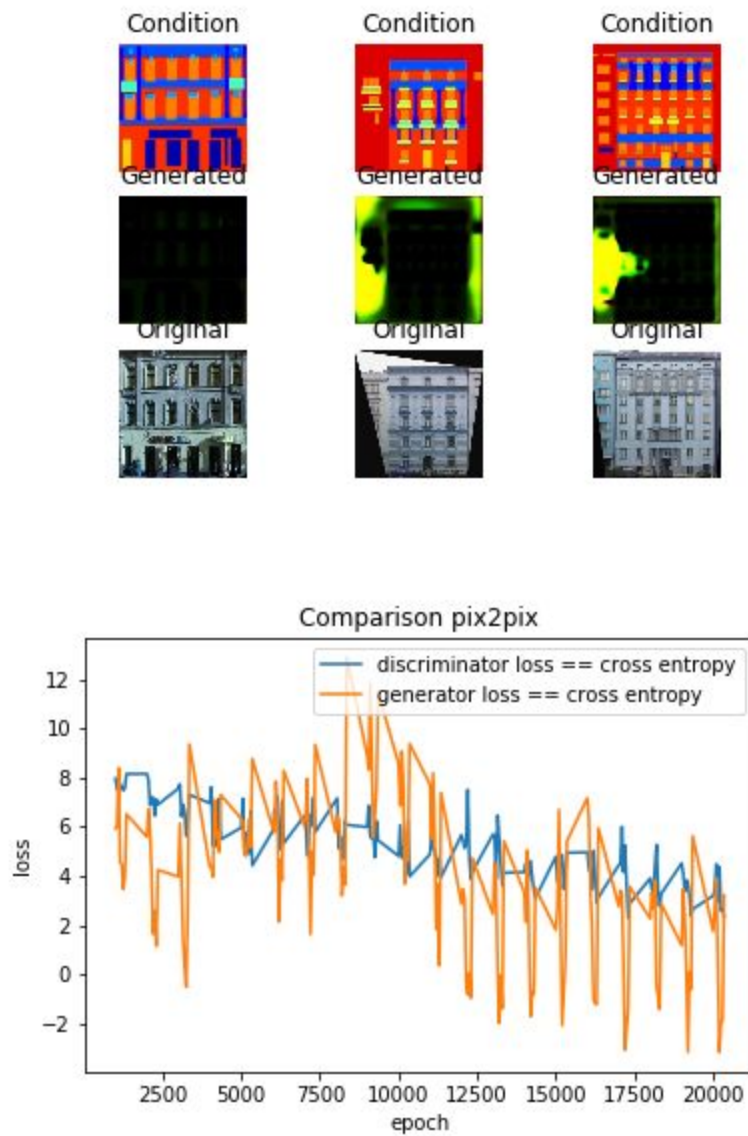 Condition Condition Condition
Generated Generated Generated
Original Original Original
Comparison pix2pix
discriminator loss == cross entropy
generator loss == cross entropy
12
10
8
6
4
2
0
−2
loss
2500 5000 7500 10000 12500 15000 17500 20000
epoch